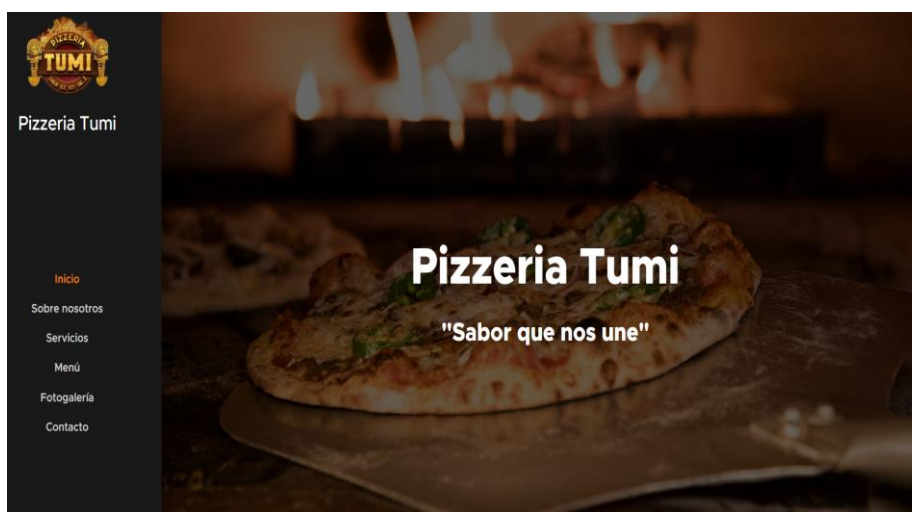 PIZZERIA
TUMI
Pizzeria Tumi
Inicio
Sobre nosotros
Servicios
Menú
Fotogalería
Contacto
Pizzeria Tumi
"Sabor que nos une"